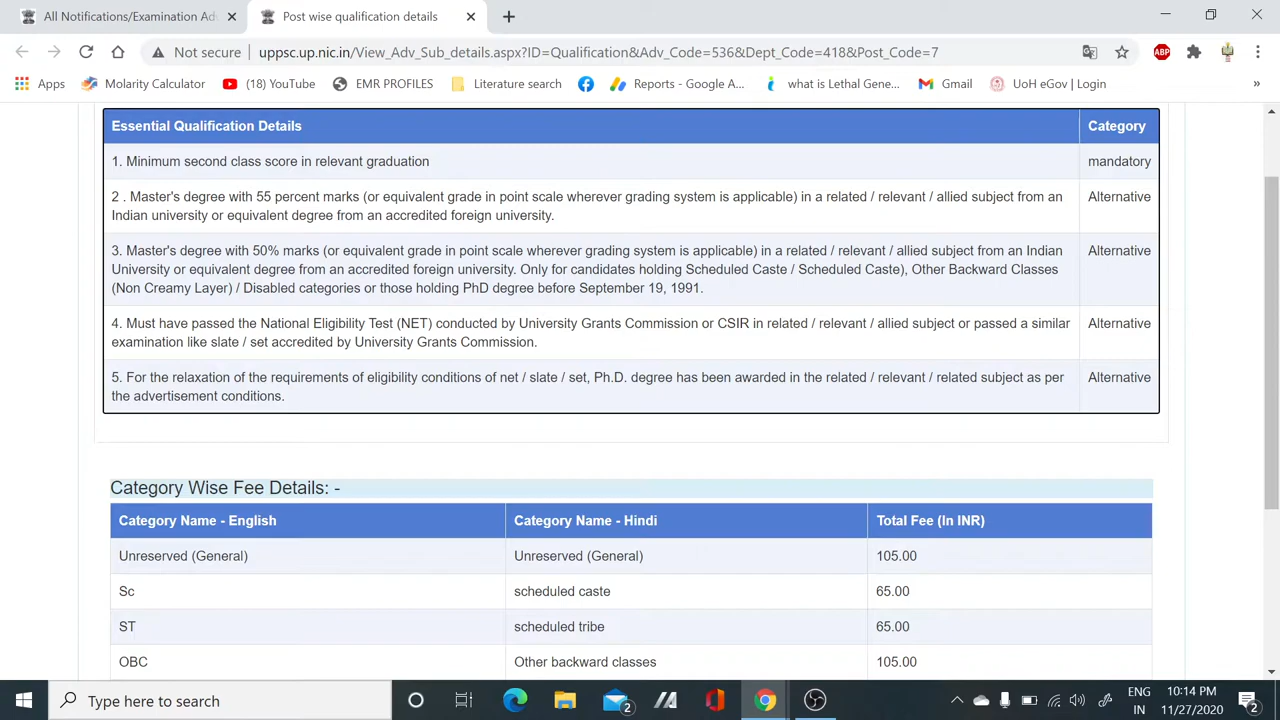 All Notifications/Examination Ad
Post wise qualification details
Not secure uppsc.up.nic.in/View_Adv_Sub_details.aspx?ID=Qualification&Adv_Code=536&Dept_Code=418&Post_Code=7
ABP
Apps Molarity Calculator (18) YouTube EMR PROFILES Literature search Reports - Google A... what is Lethal Gene... Gmail UoH eGov | Login »
Essential Qualification Details Category
1. Minimum second class score in relevant graduation mandatory
2 . Master's degree with 55 percent marks (or equivalent grade in point scale wherever grading system is applicable) in a related / relevant / allied subject from an Alternative
Indian university or equivalent degree from an accredited foreign university.
3. Master's degree with 50% marks (or equivalent grade in point scale wherever grading system is applicable) in a related / relevant / allied subject from an Indian Alternative
University or equivalent degree from an accredited foreign university. Only for candidates holding Scheduled Caste / Scheduled Caste), Other Backward Classes
(Non Creamy Layer) / Disabled categories or those holding PhD degree before September 19, 1991.
4. Must have passed the National Eligibility Test (NET) conducted by University Grants Commission or CSIR in related / relevant / allied subject or passed a similar Alternative
examination like slate / set accredited by University Grants Commission.
5. For the relaxation of the requirements of eligibility conditions of net / slate / set, Ph.D. degree has been awarded in the related / relevant / related subject as per Alternative
the advertisement conditions.
Category Wise Fee Details: -
Category Name - English Category Name - Hindi Total Fee (In INR)
Unreserved (General) Unreserved (General) 105.00
Sc scheduled caste 65.00
ST scheduled tribe 65.00
OBC Other backward classes 105.00
Type here to search
2
ENG 10:14 PM
IN 11/27/2020
2